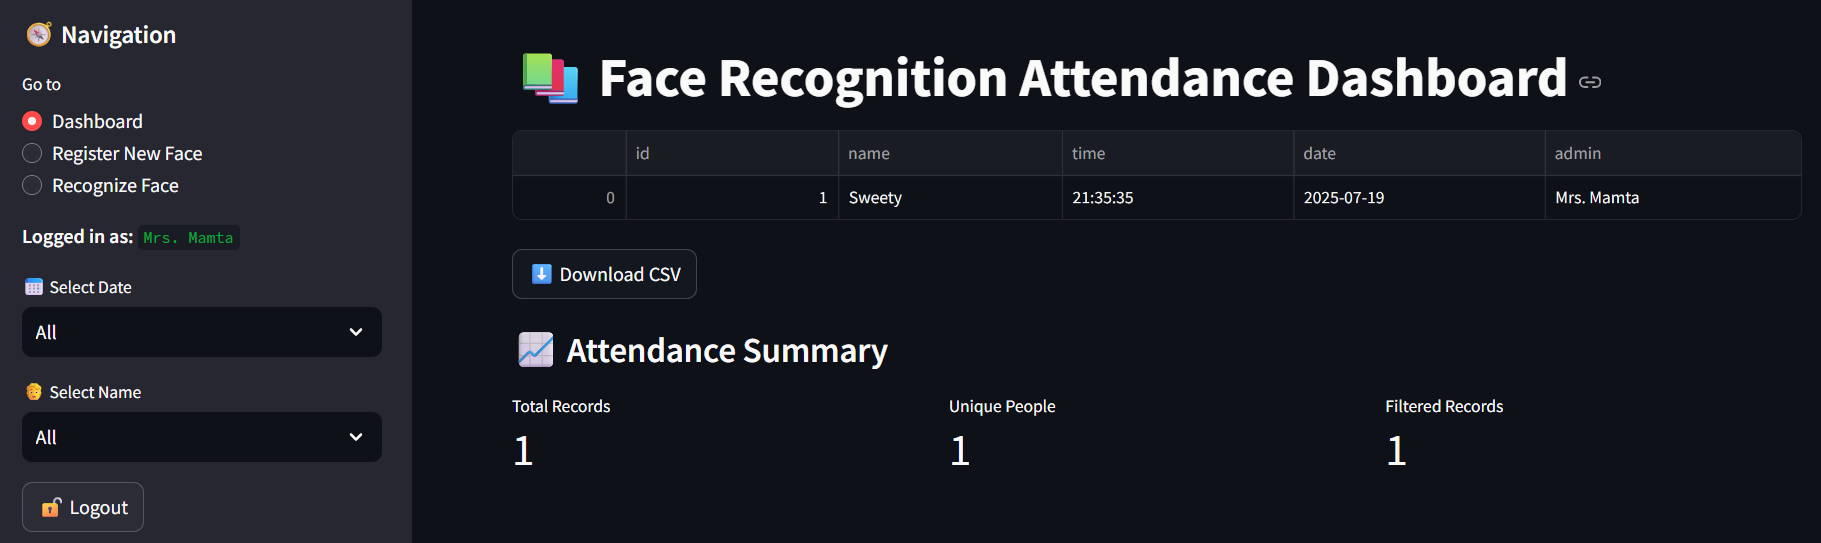 Navigation
Go to
Dashboard
Register New Face
Recognize Face
Logged in as: Mrs. Mamta
Select Date
All
Select Name
All
Logout
Face Recognition Attendance Dashboard
id name time date admin
0 1 Sweety 21:35:35 2025-07-19 Mrs. Mamta
Download CSV
Attendance Summary
Total Records Unique People Filtered Records
1 1 1